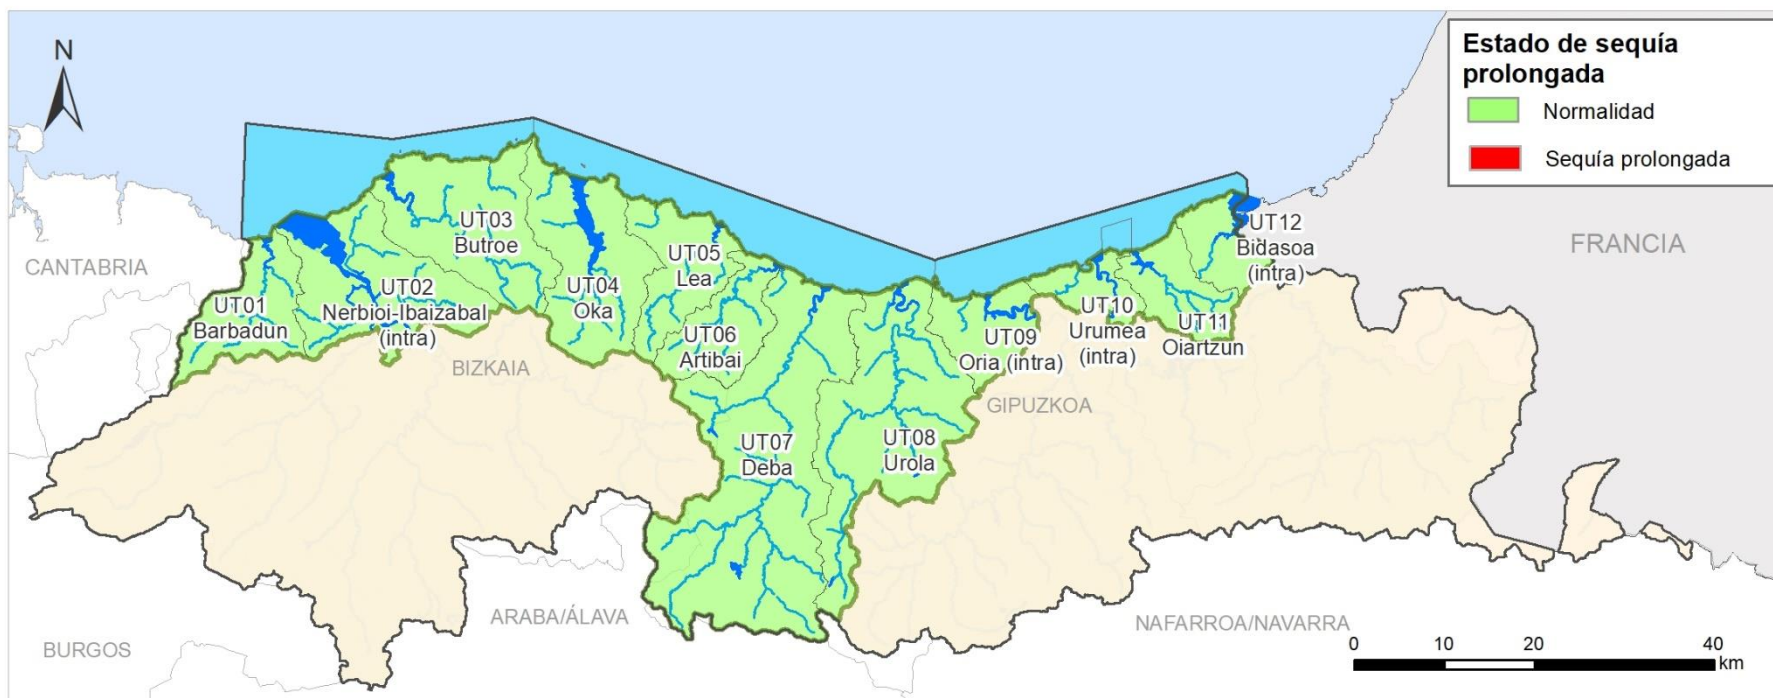 N
Estado de sequía
prolongada
Normalidad
Sequía prolongada
UT03
Butroe
UT12
Bidasoa
(intra)
FRANCIA
CANTABRIA
UT05
Lea
UT01
Barbadun
UT02
Nerbioi-Ibaizabal
(intra)
UT04
Oka
UT06
Artibai
UT09
Oria (intra)
UT10
Urumea
(intra)
UT11
Oiartzun
BIZKAIA
GIPUZKOA
UT07
Deba
UT08
Urola
ARABA/ÁLAVA
NAFARROA/NAVARRA
BURGOS
0 10 20 40
km